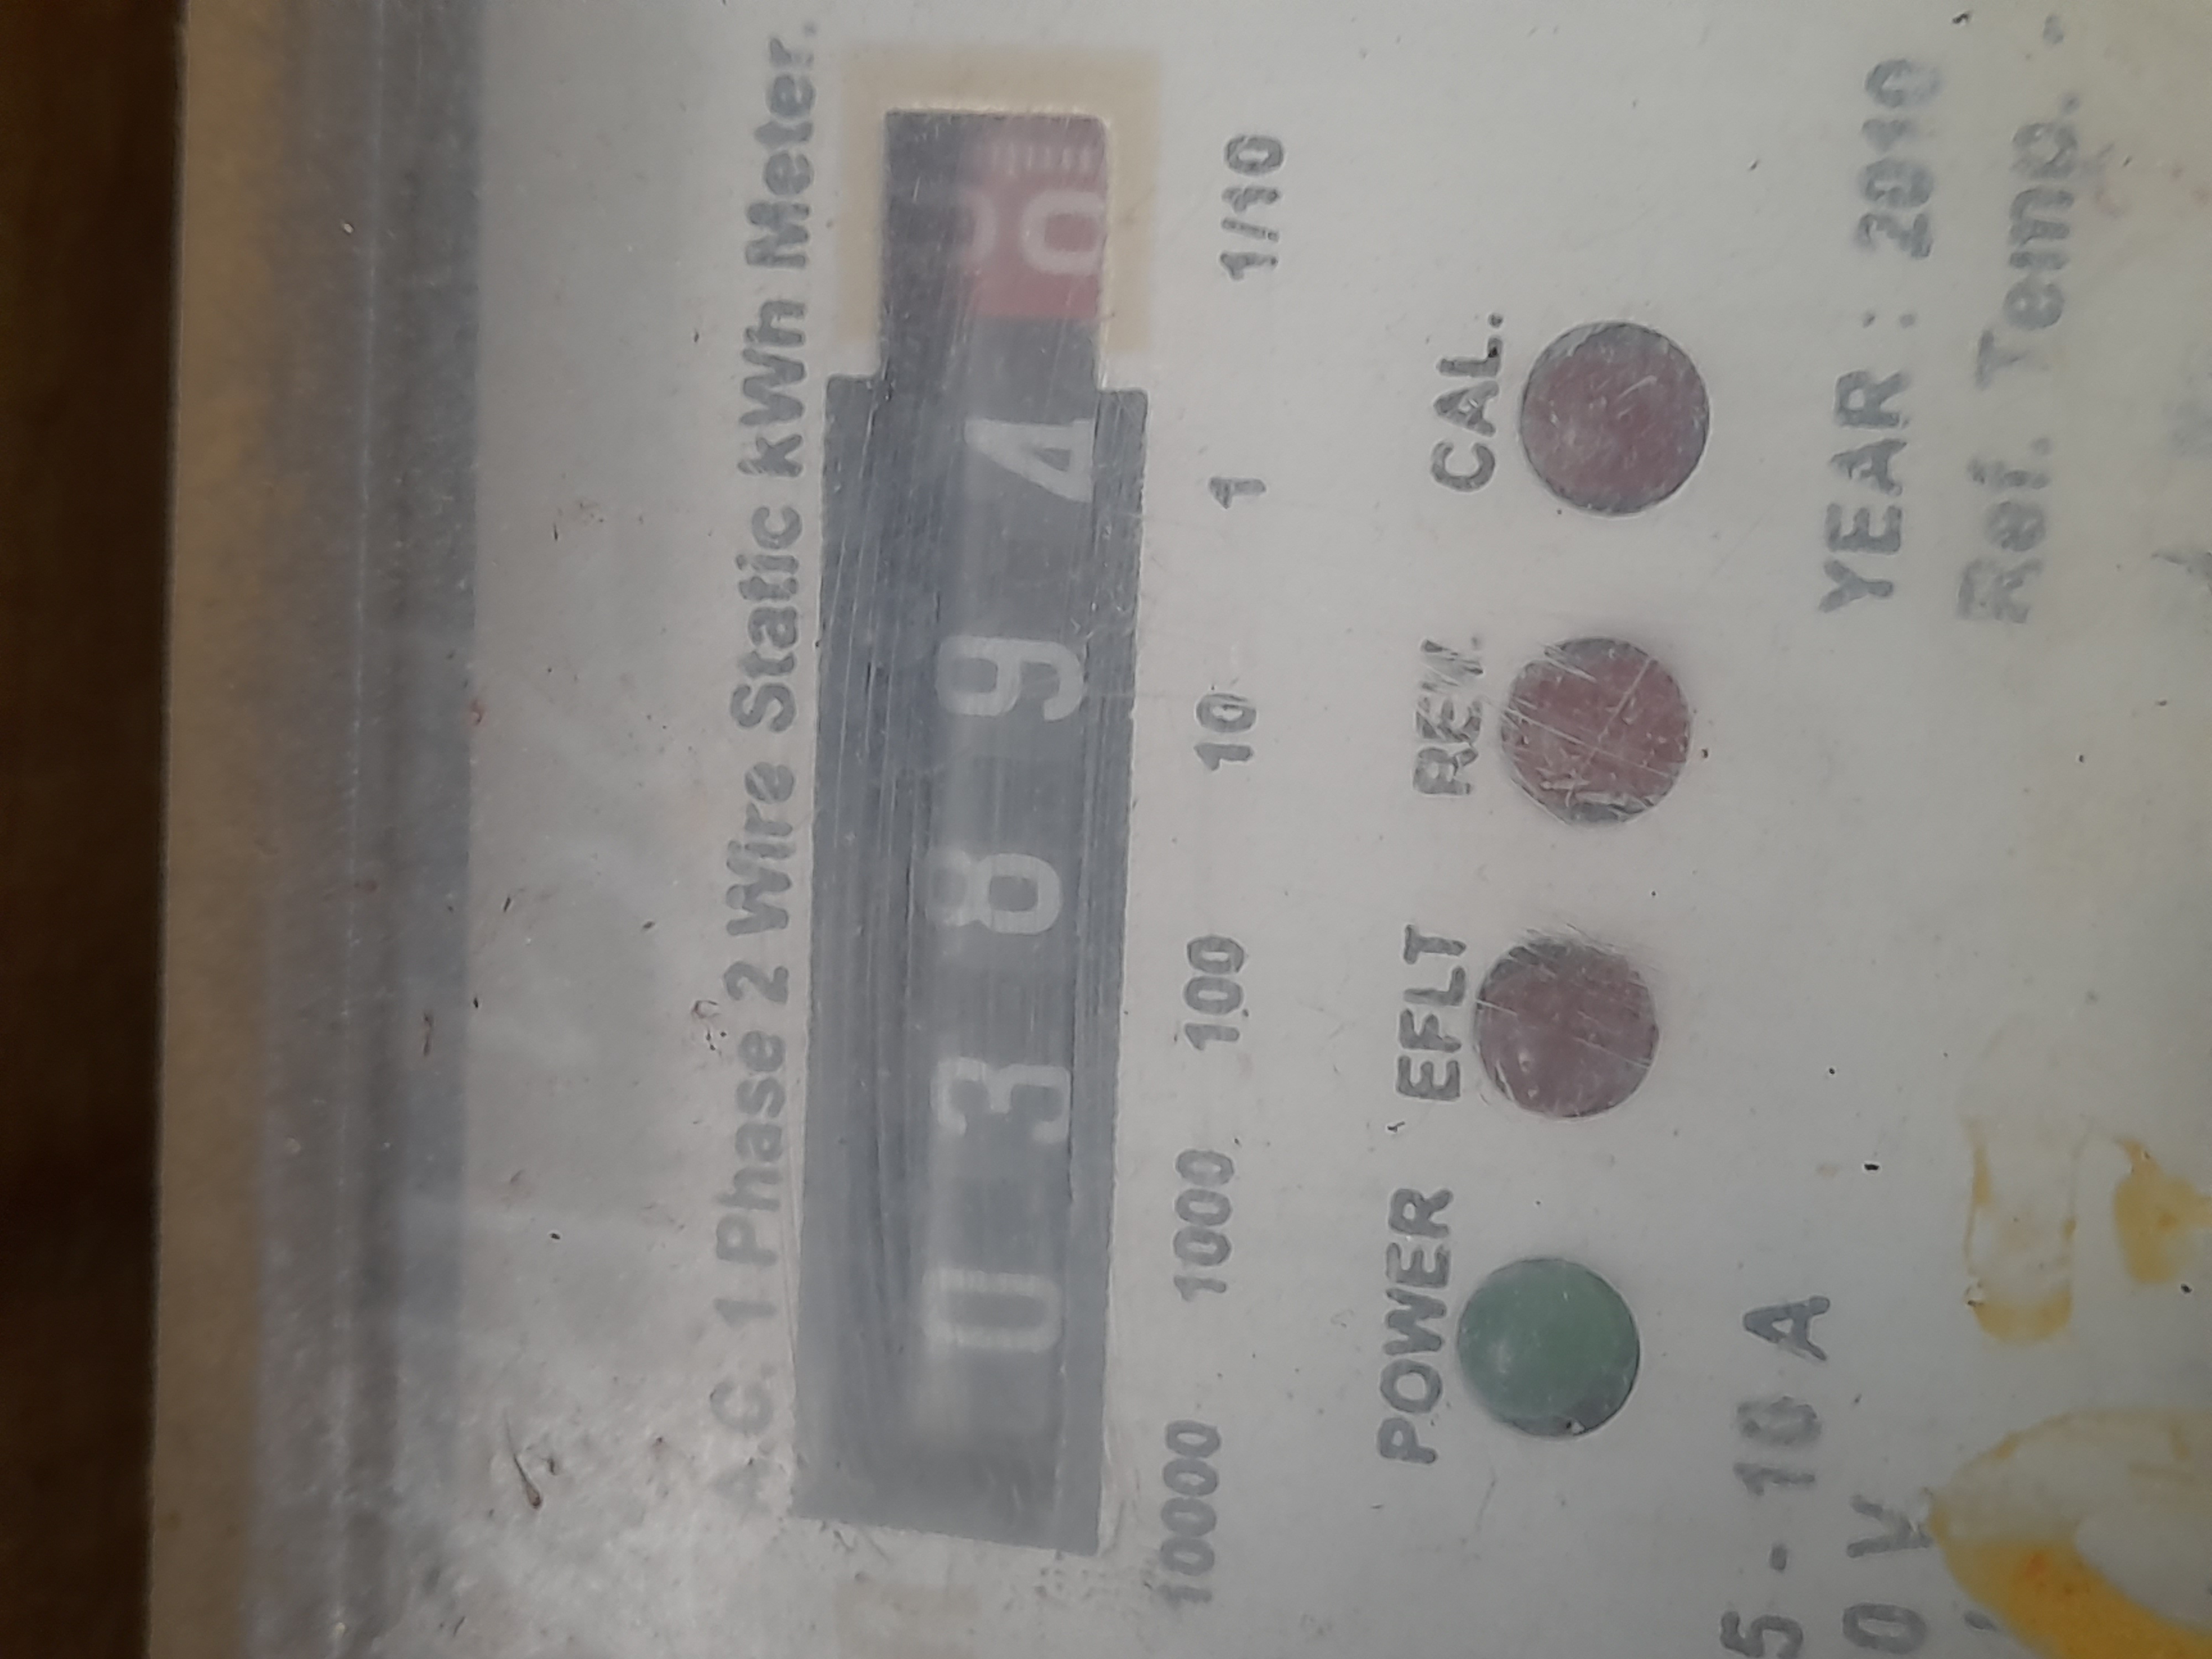 A.C. 1 Phase 2 Wire Static kWh Meter.
0 3 8 9 4 0
10000 1000 100 10 1 1/10
POWER EFLT REV. CAL.
5 - 10 A
YEAR : 2010
0 V
Ref. Temp. -